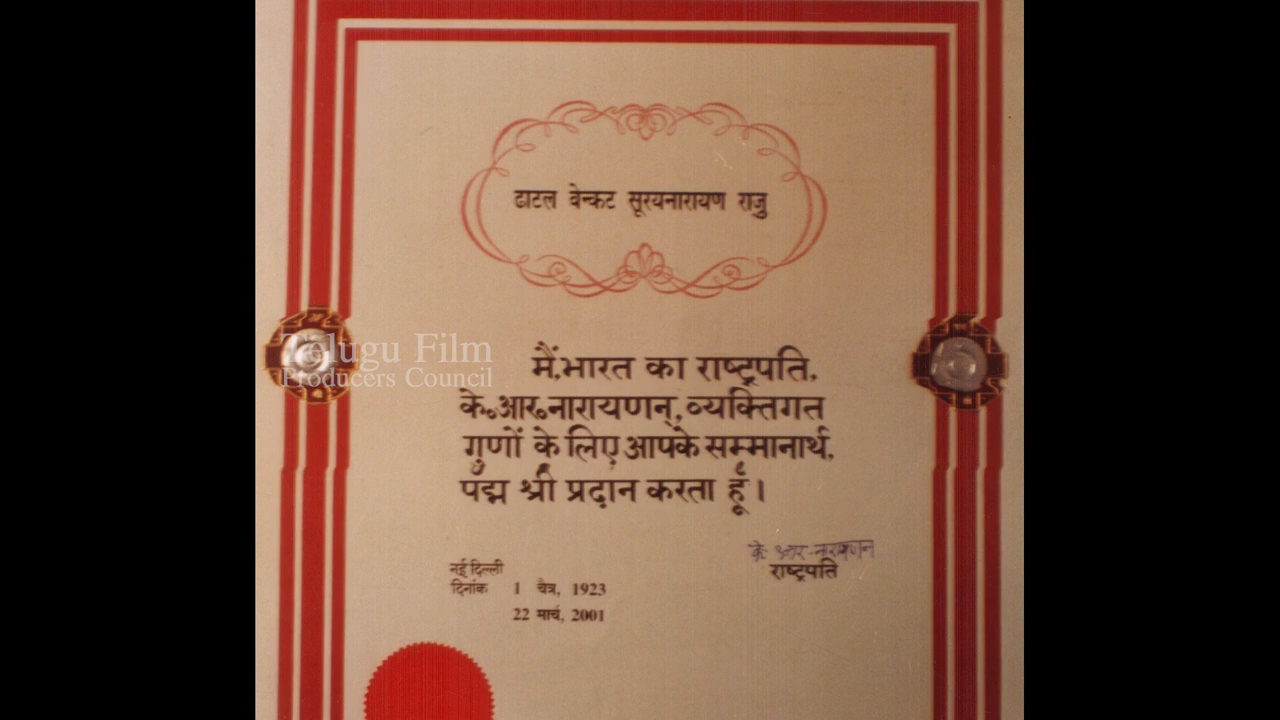 ढाटल वेन्कट सूरयनारायण राजु
Telugu Film
Producers Council
मैं,भारत का राष्ट्रपति,
के॰आर॰नारायणन्,व्यक्तिगत
गुणों के लिए आपके सम्मानार्थ,
पद्म श्री प्रदान करता हूँ।
के॰ आर॰ नारायणन
राष्ट्रपति
नई दिल्ली
दिनाँक 1 चैत्र, 1923
22 मार्च, 2001